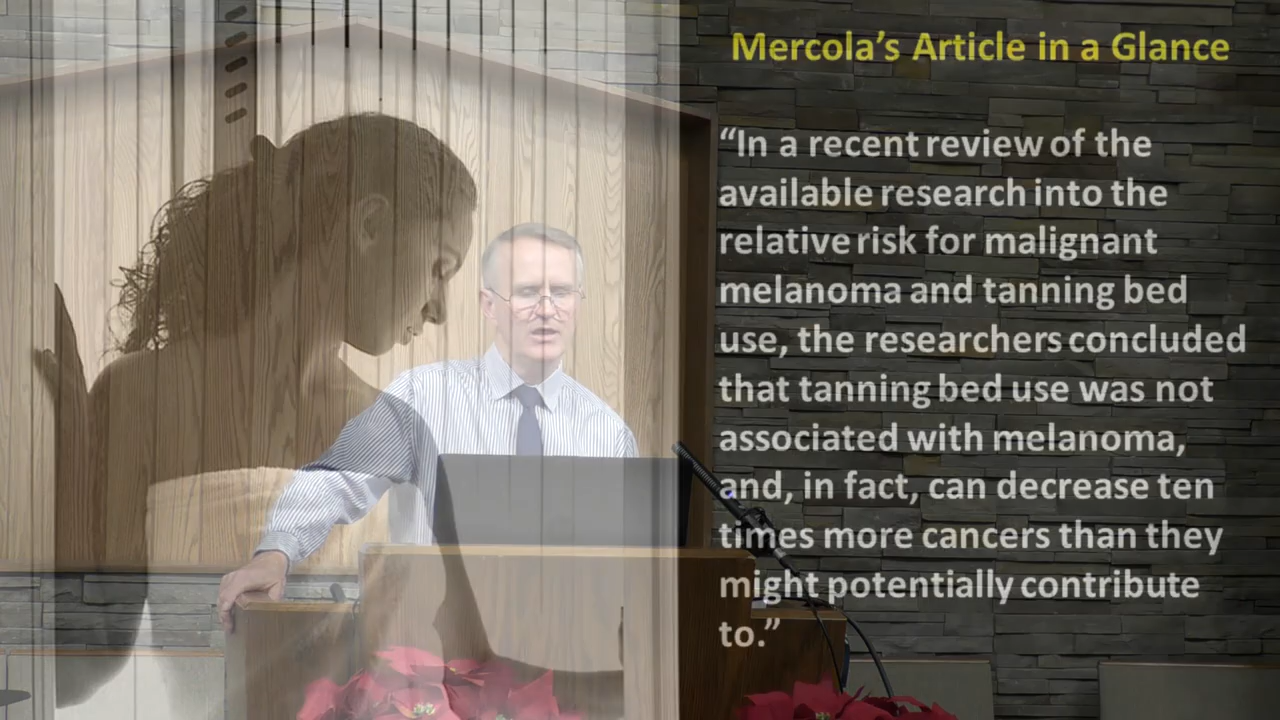 Mercola’s Article in a Glance
“In a recent review of the
available research into the
relative risk for malignant
melanoma and tanning bed
use, the researchers concluded
that tanning bed use was not
associated with melanoma,
and, in fact, can decrease ten
times more cancers than they
might potentially contribute
to.”